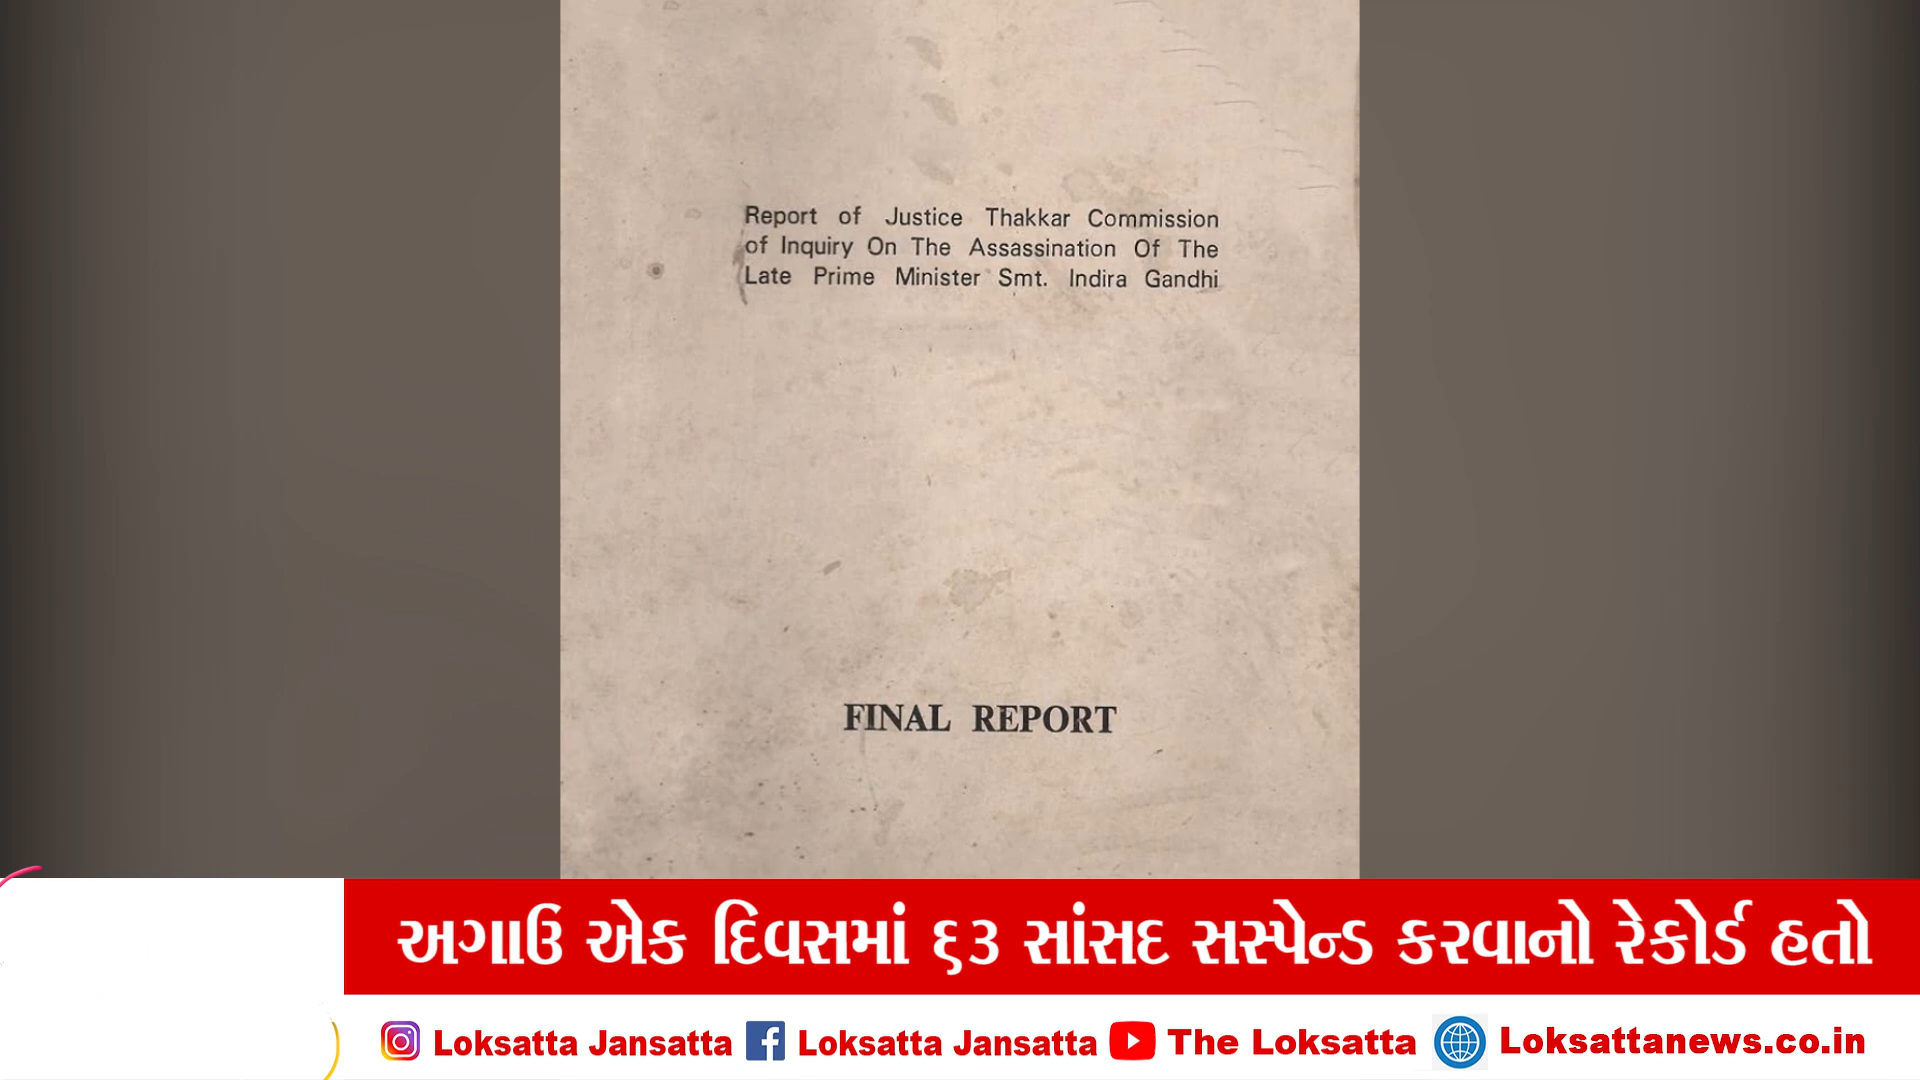 Report of Justice Thakkar Commission
of Inquiry On The Assassination Of The
Late Prime Minister Smt. Indira Gandhi
FINAL REPORT
અગાઉ એક દિવસમાં ૬૩ સાંસદ સસ્પેન્ડ કરવાનો રેકોર્ડ હતો
Loksatta Jansatta Loksatta Jansatta The Loksatta Loksattanews.co.in